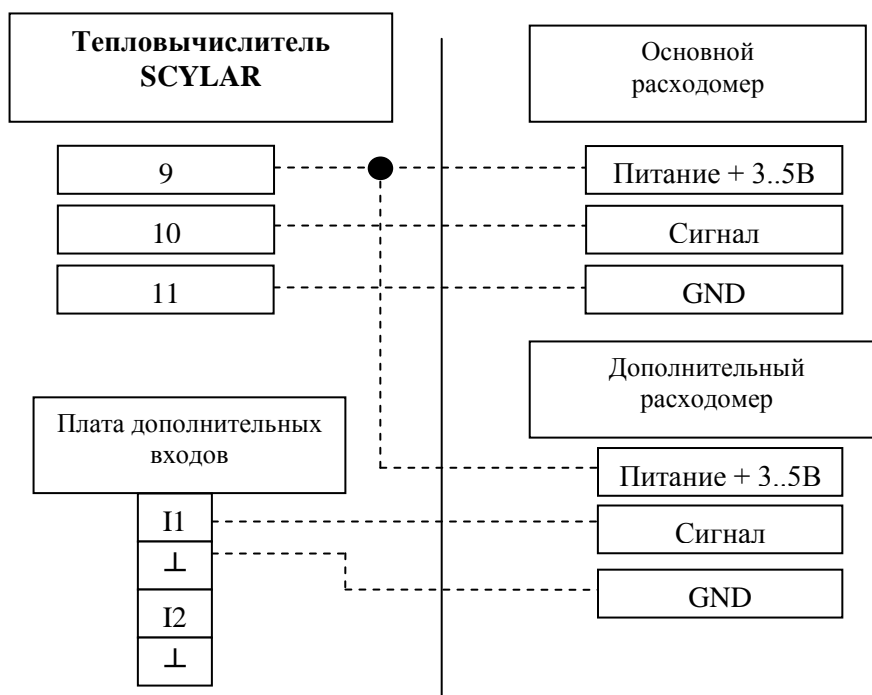 Тепловычислитель
SCYLAR
Основной
расходомер
9
Питание + 3..5В
10
Сигнал
11
GND
Дополнительный
расходомер
Плата дополнительных
входов
Питание + 3..5В
I1
Сигнал
⊥
GND
I2
⊥